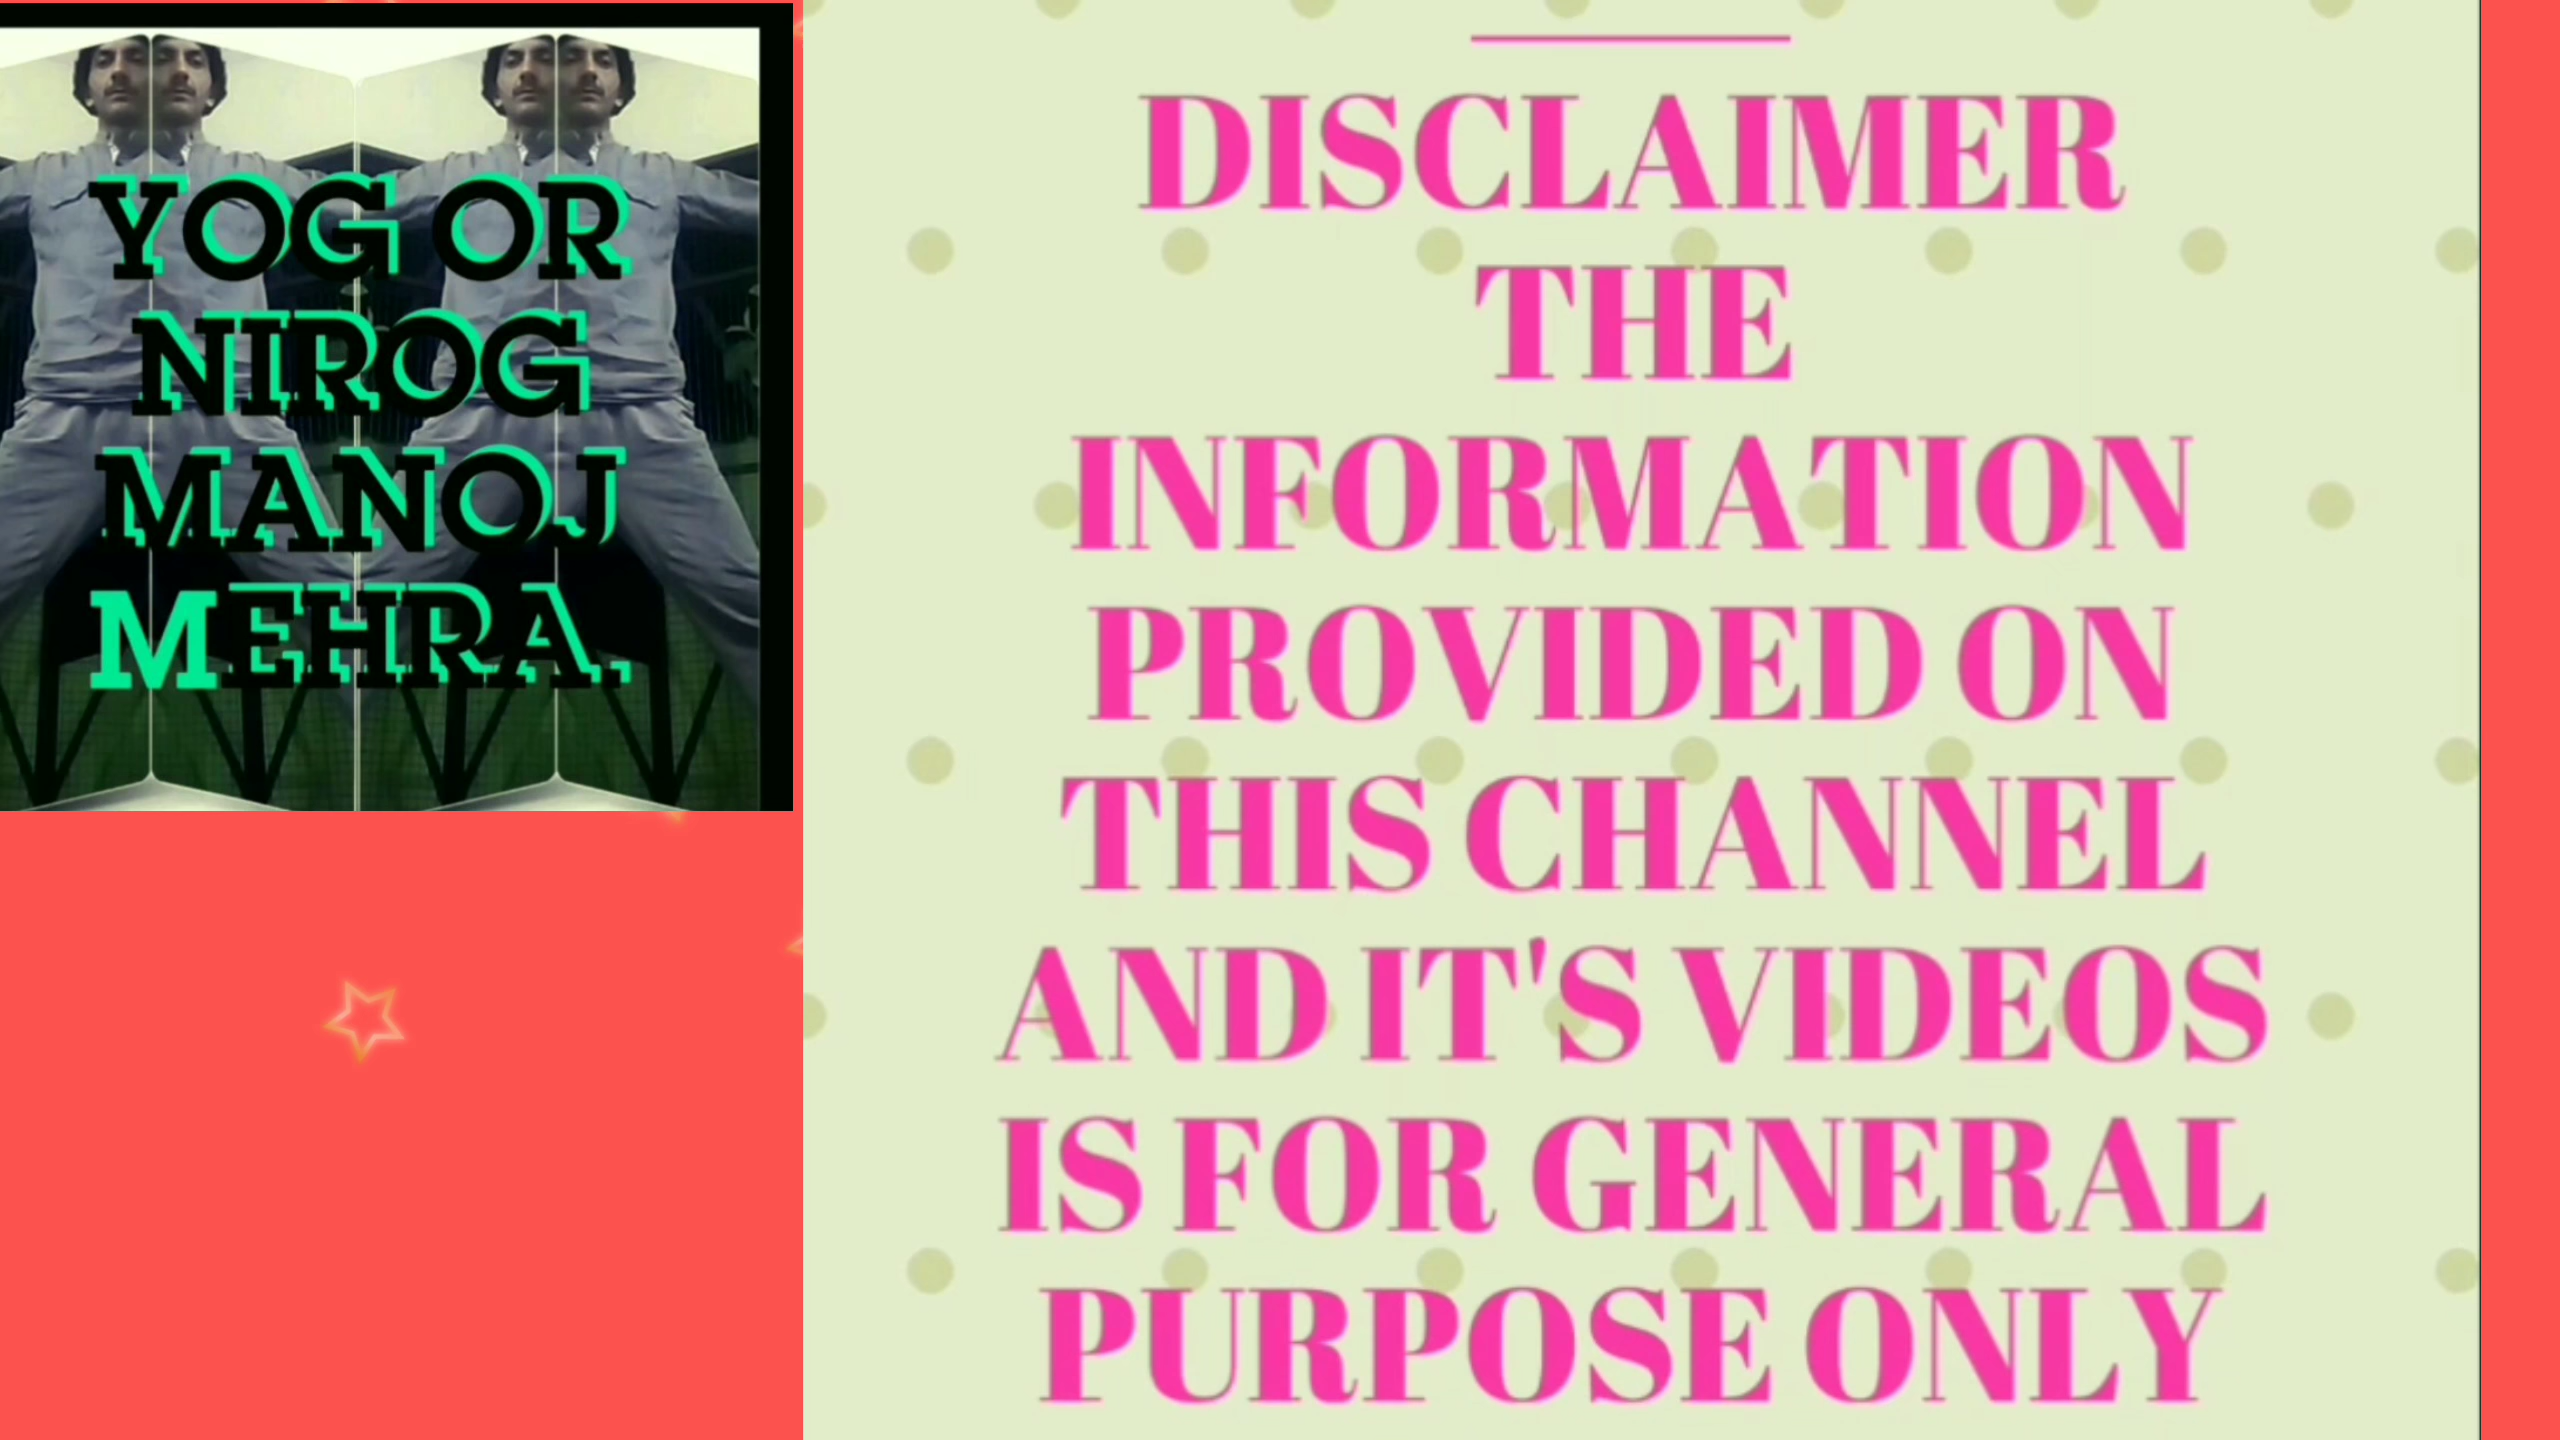 YOG OR
NIROG
MANOJ
MEHRA.
DISCLAIMER
THE
INFORMATION
PROVIDED ON
THIS CHANNEL
AND IT'S VIDEOS
IS FOR GENERAL
PURPOSE ONLY